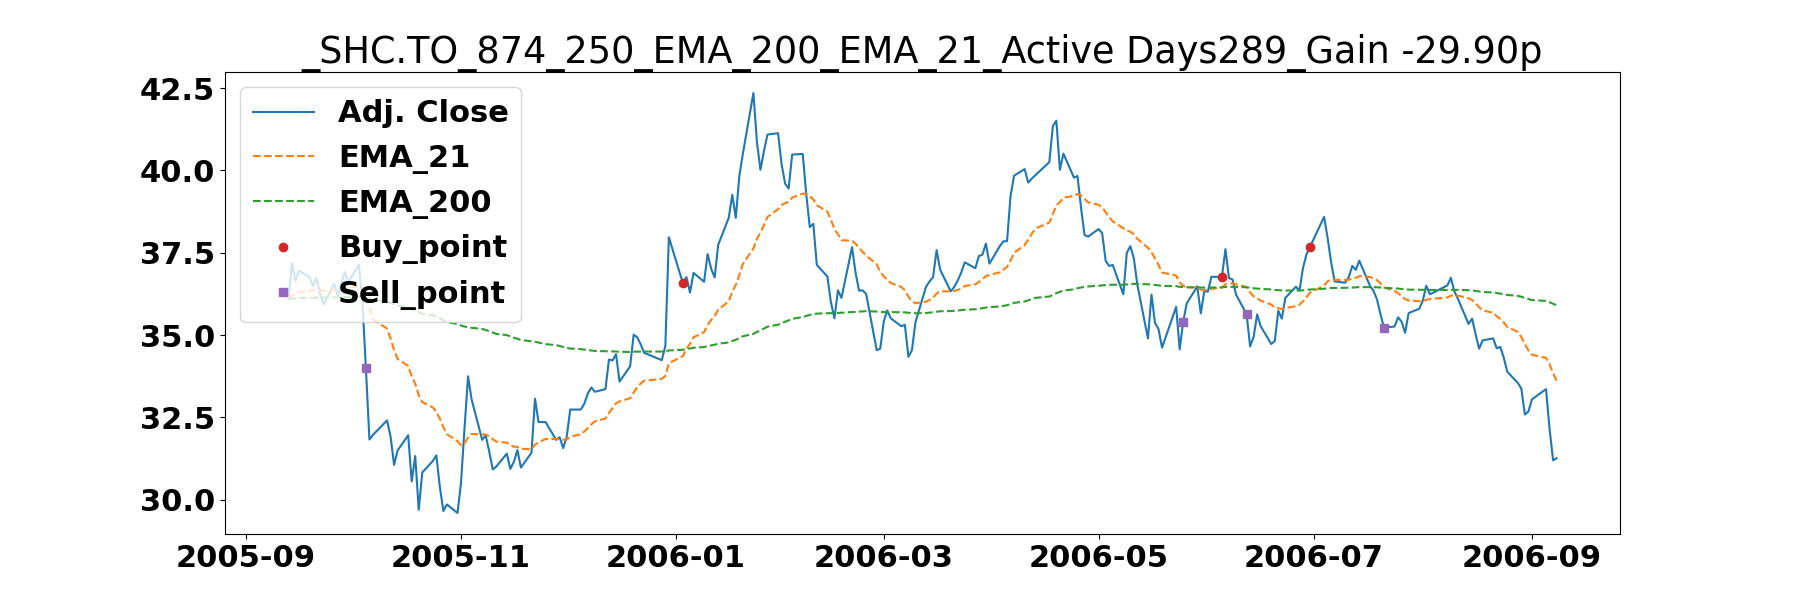 _SHC.TO_874_250_EMA_200_EMA_21_Active Days289_Gain -29.90p
42.5
40.0
37.5
35.0
32.5
30.0
Adj. Close
EMA_21
EMA_200
Buy_point
Sell_point
2005-09
2005-11
2006-01
2006-03
2006-05
2006-07
2006-09